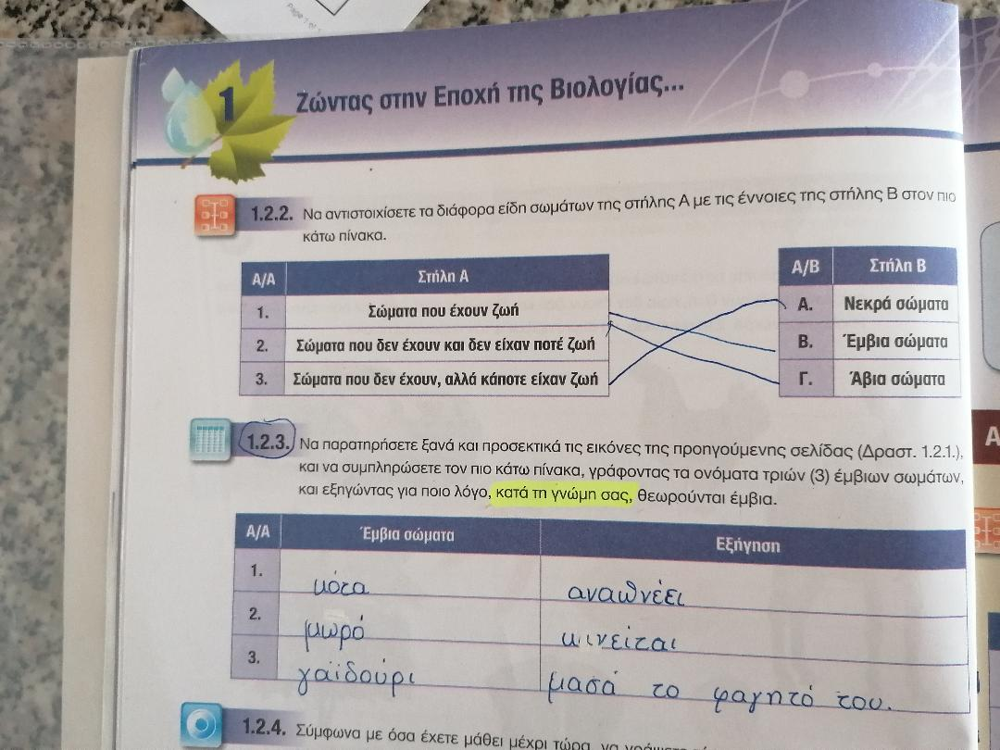 Page 1 of 1
1 Ζώντας στην Εποχή της Βιολογίας...
1.2.2. Να αντιστοιχίσετε τα διάφορα είδη σωμάτων της στήλης Α με τις έννοιες της στήλης Β στον πιο
κάτω πίνακα.
Α/Α Στήλη Α Α/Β Στήλη Β
1. Σώματα που έχουν ζωή Α. Νεκρά σώματα
2. Σώματα που δεν έχουν και δεν είχαν ποτέ ζωή Β. Έμβια σώματα
3. Σώματα που δεν έχουν, αλλά κάποτε είχαν ζωή Γ. Άβια σώματα
1.2.3. Να παρατηρήσετε ξανά και προσεκτικά τις εικόνες της προηγούμενης σελίδας (Δραστ. 1.2.1.),
και να συμπληρώσετε τον πιο κάτω πίνακα, γράφοντας τα ονόματα τριών (3) έμβιων σωμάτων,
και εξηγώντας για ποιο λόγο, κατά τη γνώμη σας, θεωρούνται έμβια.
Α/Α Έμβια σώματα Εξήγηση
1. κότα αναπνέει
2. μωρό κινείται
3. γαϊδούρι μασά το φαγητό του.
1.2.4. Σύμφωνα με όσα έχετε μάθει μέχρι τώρα, να